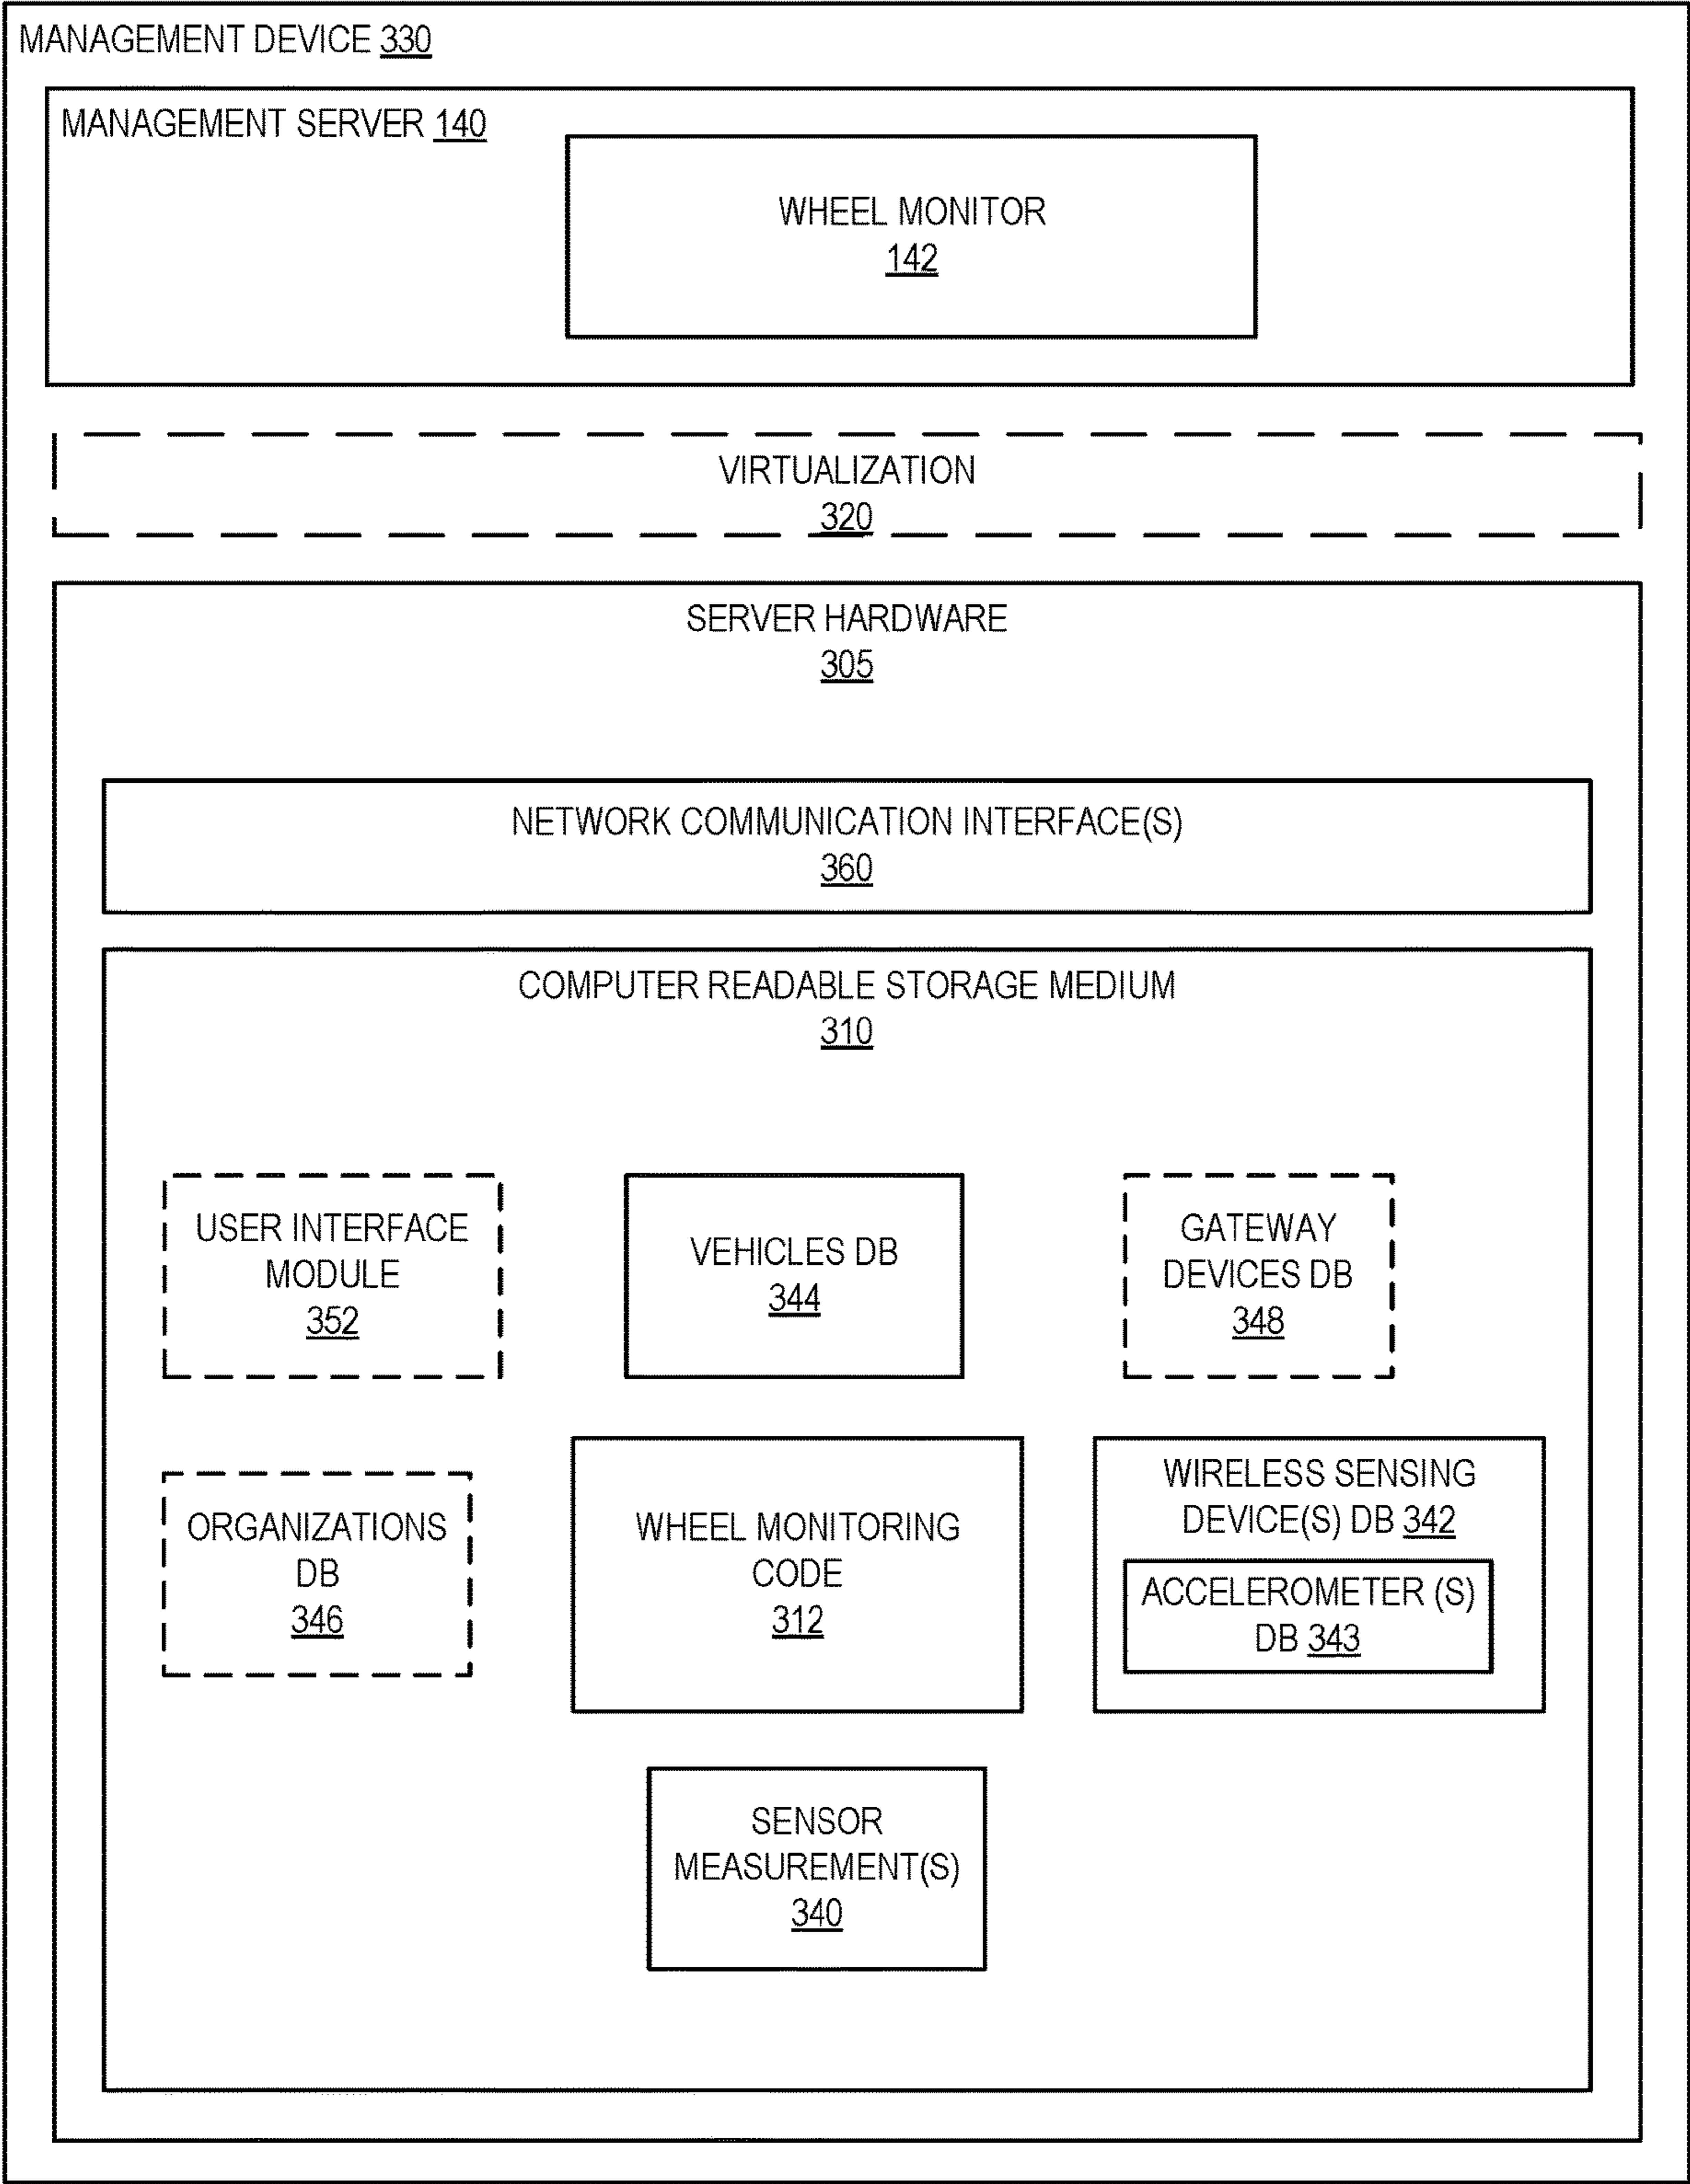 MANAGEMENT DEVICE 330
MANAGEMENT SERVER 140
WHEEL MONITOR
142
VIRTUALIZATION
320
SERVER HARDWARE
305
NETWORK COMMUNICATION INTERFACE(S)
360
COMPUTER READABLE STORAGE MEDIUM
310
USER INTERFACE
MODULE
352
VEHICLES DB
344
GATEWAY
DEVICES DB
348
ORGANIZATIONS
DB
346
WHEEL MONITORING
CODE
312
WIRELESS SENSING
DEVICE(S) DB 342
ACCELEROMETER (S)
DB 343
SENSOR
MEASUREMENT(S)
340